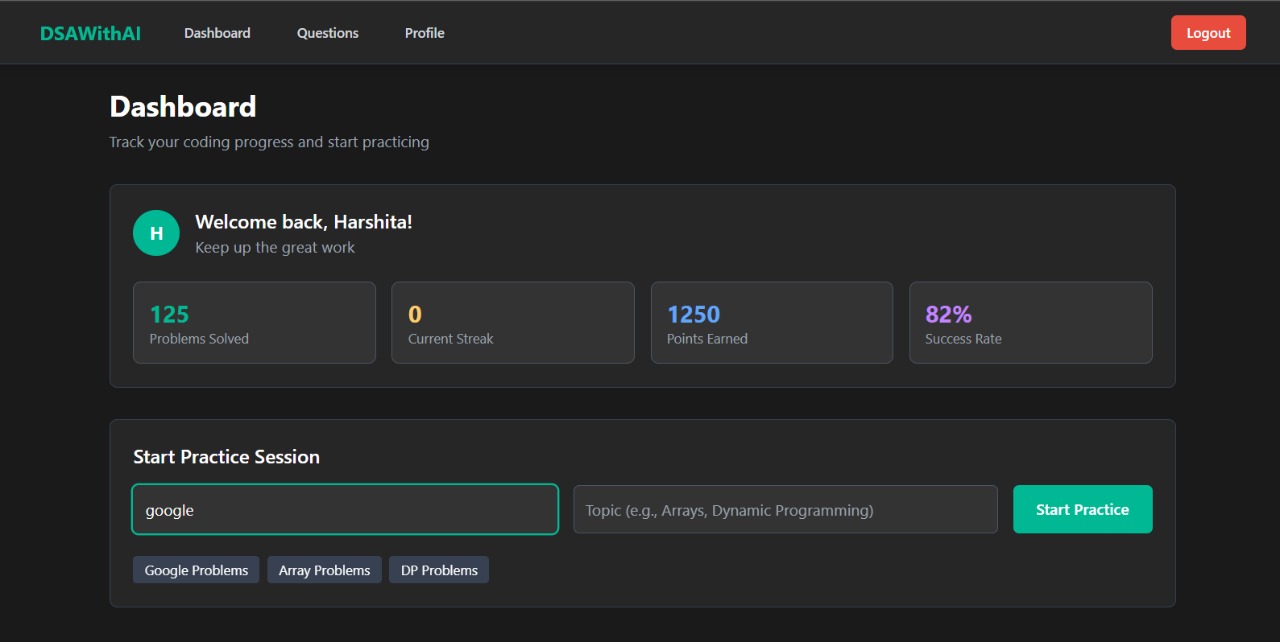 DSAWithAI Dashboard Questions Profile Logout
Dashboard
Track your coding progress and start practicing
H
Welcome back, Harshita!
Keep up the great work
125 0 1250 82%
Problems Solved Current Streak Points Earned Success Rate
Start Practice Session
google Topic (e.g., Arrays, Dynamic Programming) Start Practice
Google Problems Array Problems DP Problems